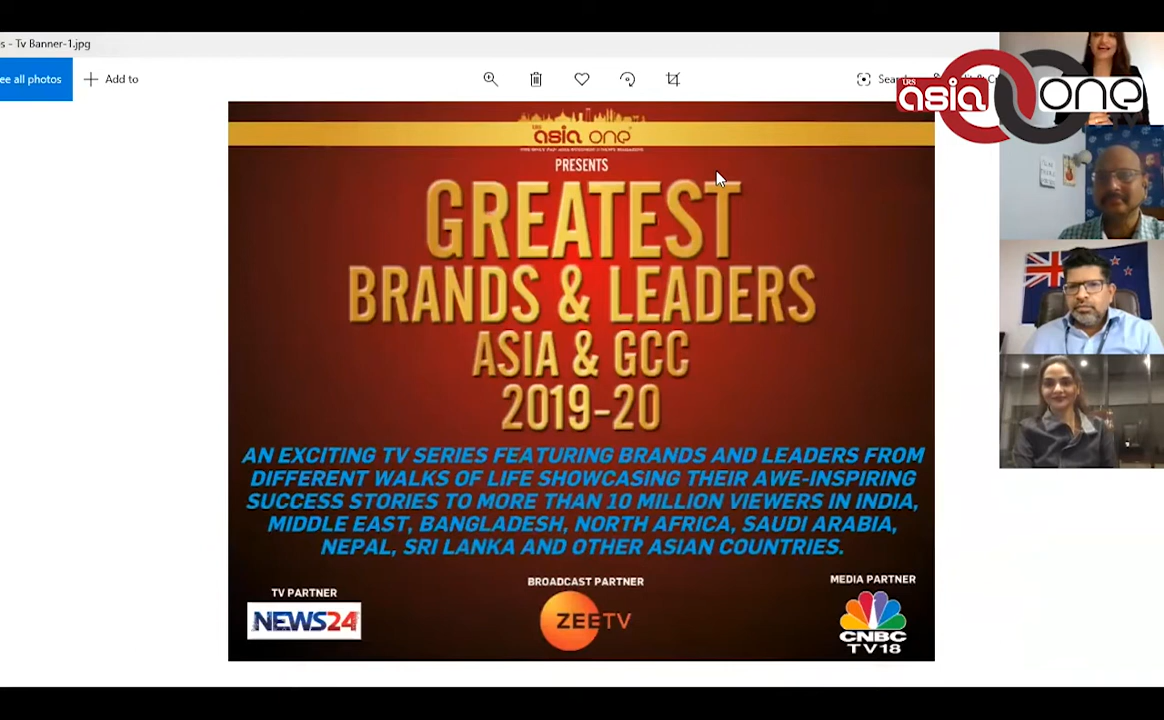 s - Tv Banner-1.jpg
ee all photos
Add to
URS
asia one
TV
URS
asia one
PRESENTS
GREATEST
BRANDS & LEADERS
ASIA & GCC
2019-20
AN EXCITING TV SERIES FEATURING BRANDS AND LEADERS FROM
DIFFERENT WALKS OF LIFE SHOWCASING THEIR AWE-INSPIRING
SUCCESS STORIES TO MORE THAN 10 MILLION VIEWERS IN INDIA,
MIDDLE EAST, BANGLADESH, NORTH AFRICA, SAUDI ARABIA,
NEPAL, SRI LANKA AND OTHER ASIAN COUNTRIES.
TV PARTNER
NEWS24
BROADCAST PARTNER
ZEETV
MEDIA PARTNER
CNBC
TV18